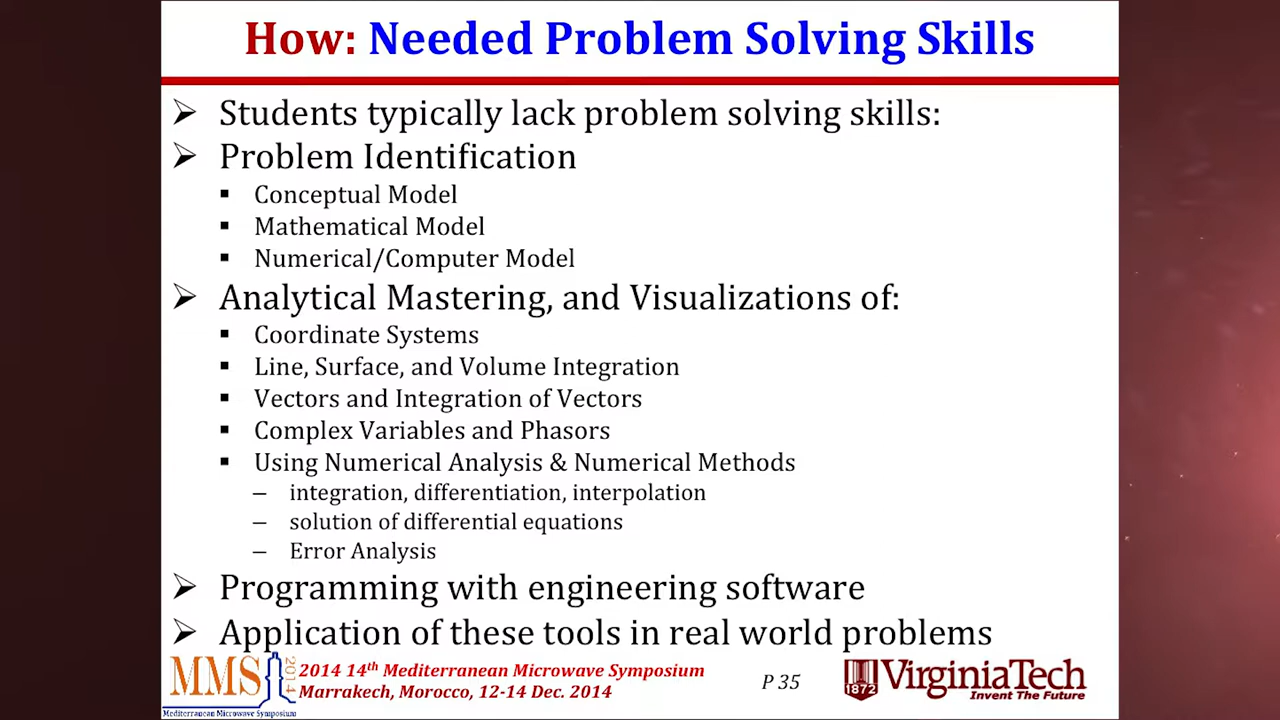 How: Needed Problem Solving Skills
➢ Students typically lack problem solving skills:
➢ Problem Identification
▪ Conceptual Model
▪ Mathematical Model
▪ Numerical/Computer Model
➢ Analytical Mastering, and Visualizations of:
▪ Coordinate Systems
▪ Line, Surface, and Volume Integration
▪ Vectors and Integration of Vectors
▪ Complex Variables and Phasors
▪ Using Numerical Analysis & Numerical Methods
– integration, differentiation, interpolation
– solution of differential equations
– Error Analysis
➢ Programming with engineering software
➢ Application of these tools in real world problems
MMS 2014
Mediterranean Microwave Symposium
2014 14th Mediterranean Microwave Symposium
Marrakech, Morocco, 12-14 Dec. 2014
P 35
1872
VirginiaTech
Invent The Future